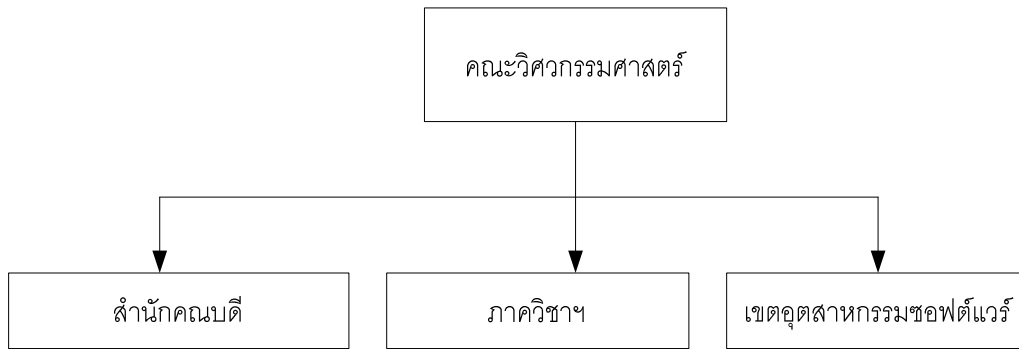 คณะวิศวกรรมศาสตร์
สำนักคณบดี
ภาควิชาฯ
เขตอุตสาหกรรมซอฟต์แวร์